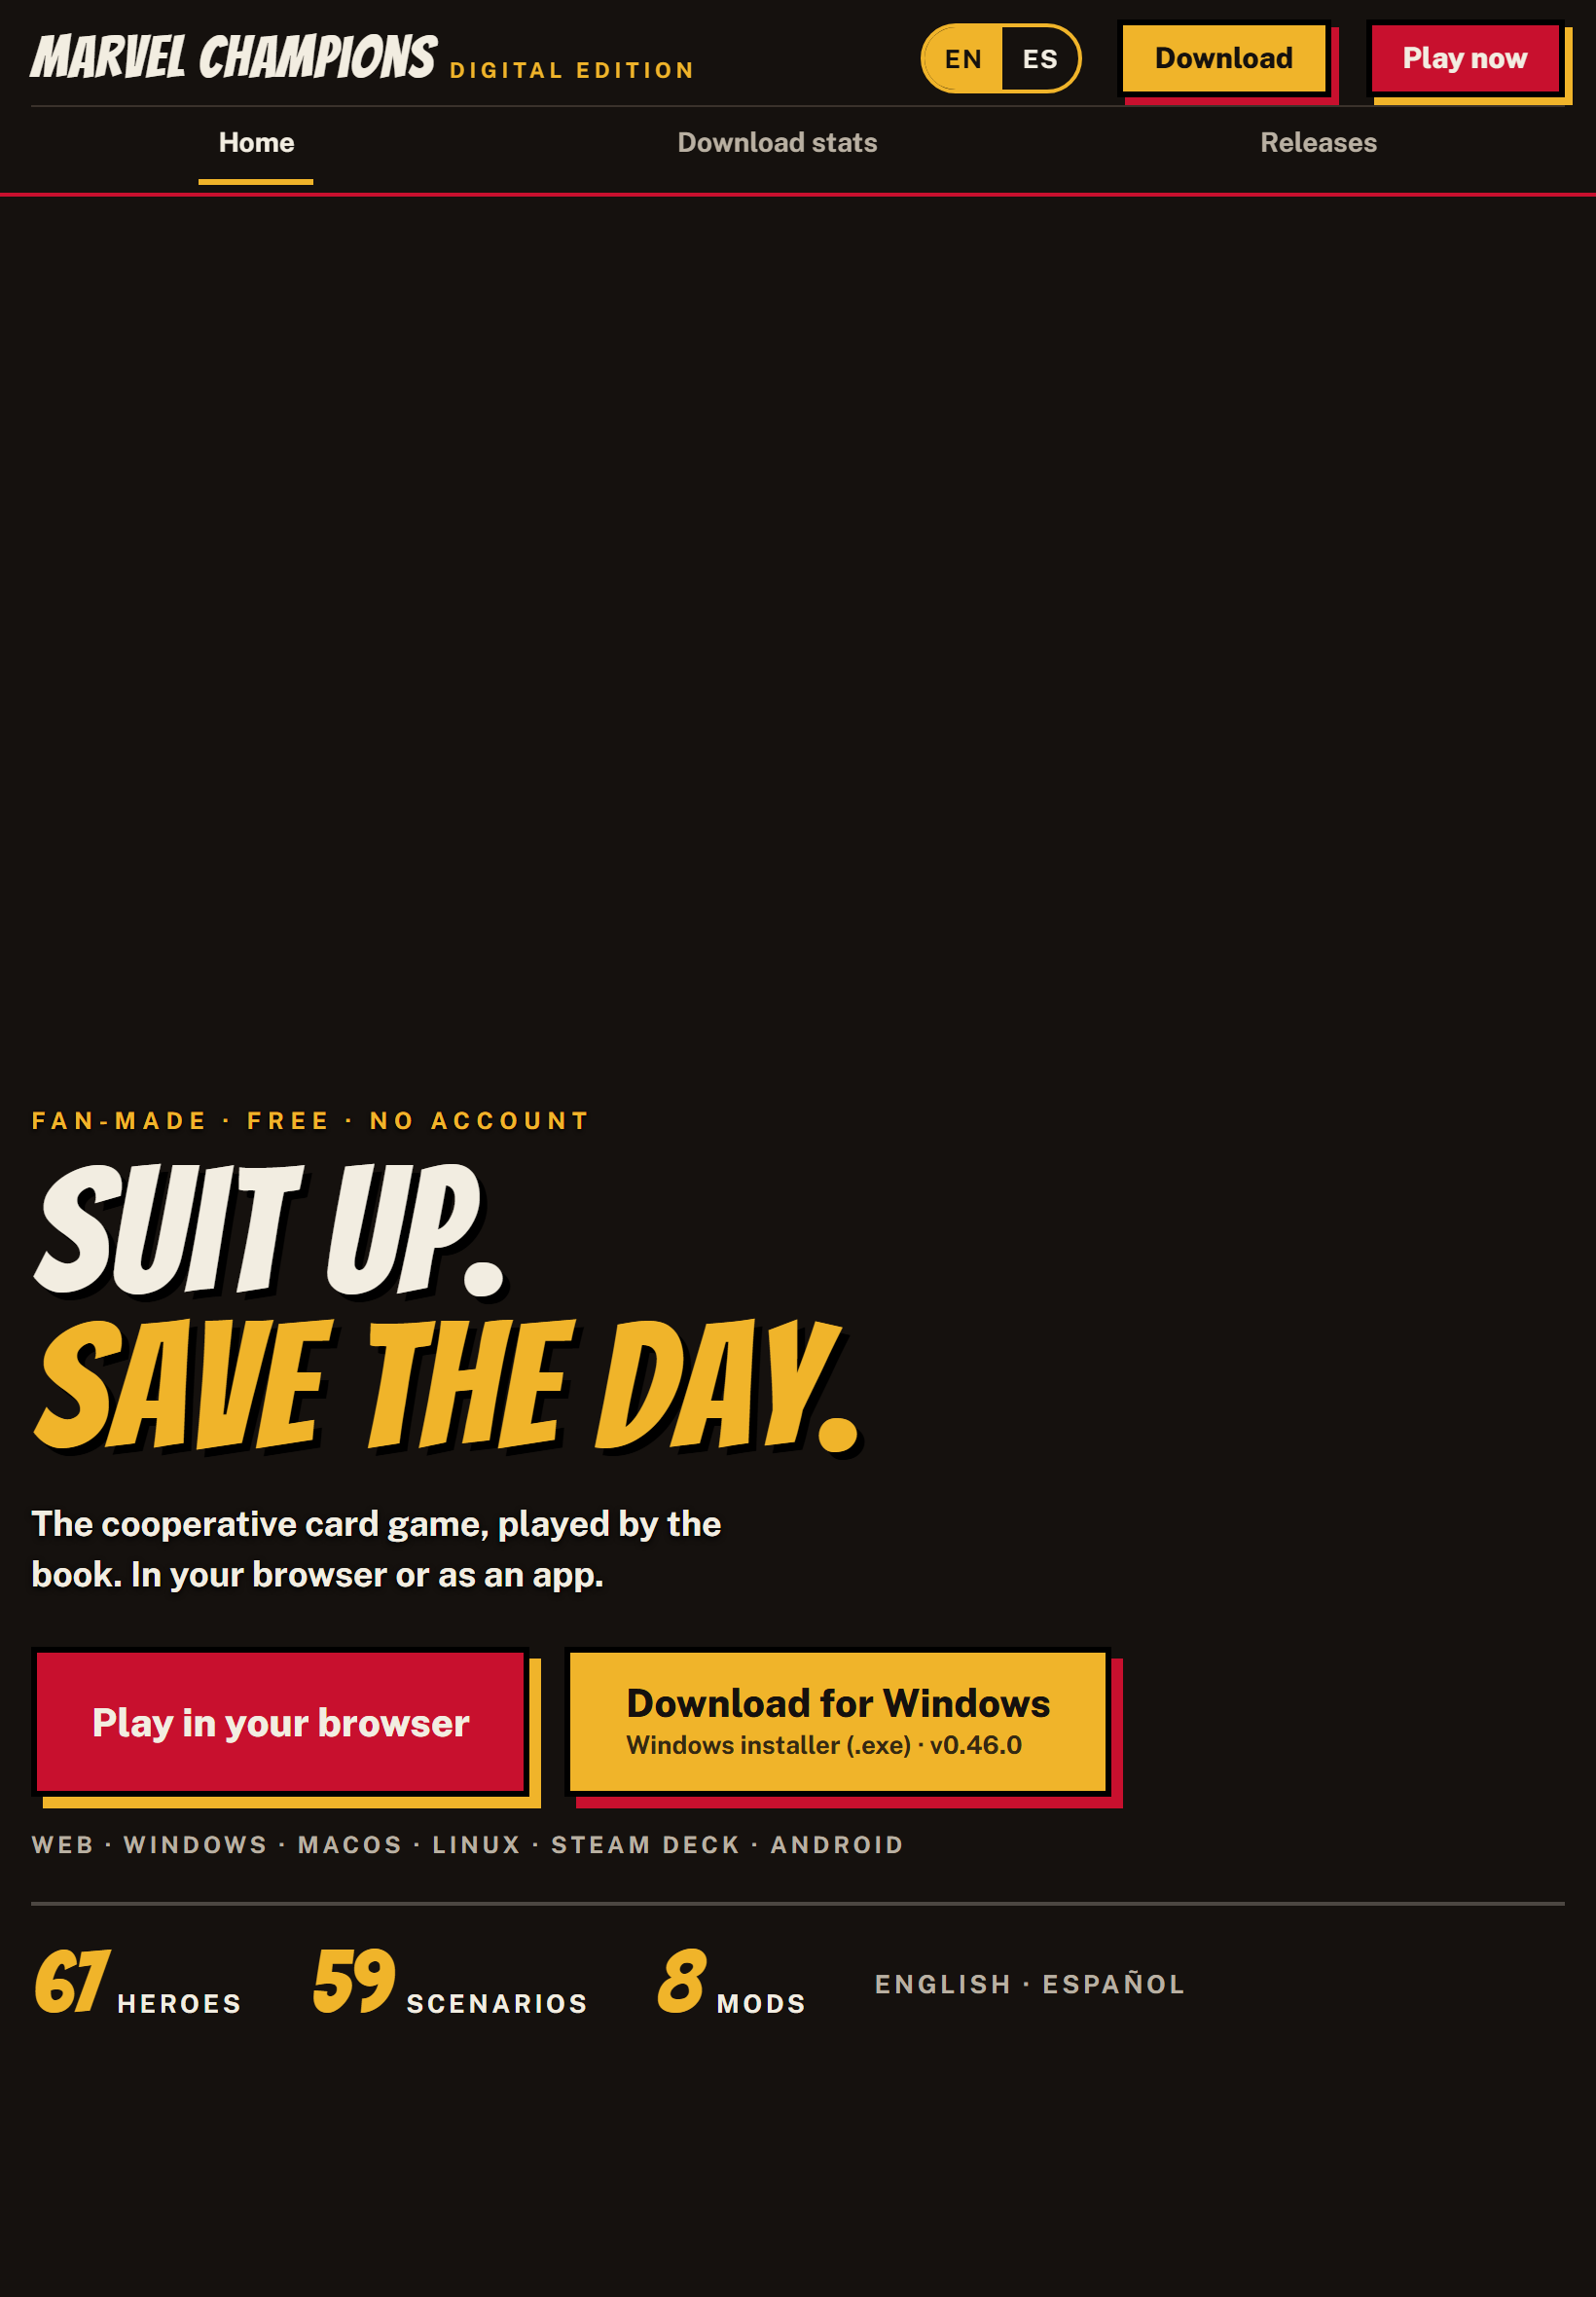 MARVEL CHAMPIONS DIGITAL EDITION
EN ES
Download
Play now
Home
Download stats
Releases
FAN-MADE · FREE · NO ACCOUNT
SUIT UP.
SAVE THE DAY.
The cooperative card game, played by the
book. In your browser or as an app.
Play in your browser
Download for Windows
Windows installer (.exe) · v0.46.0
WEB · WINDOWS · MACOS · LINUX · STEAM DECK · ANDROID
67 HEROES
59 SCENARIOS
8 MODS
ENGLISH · ESPAÑOL